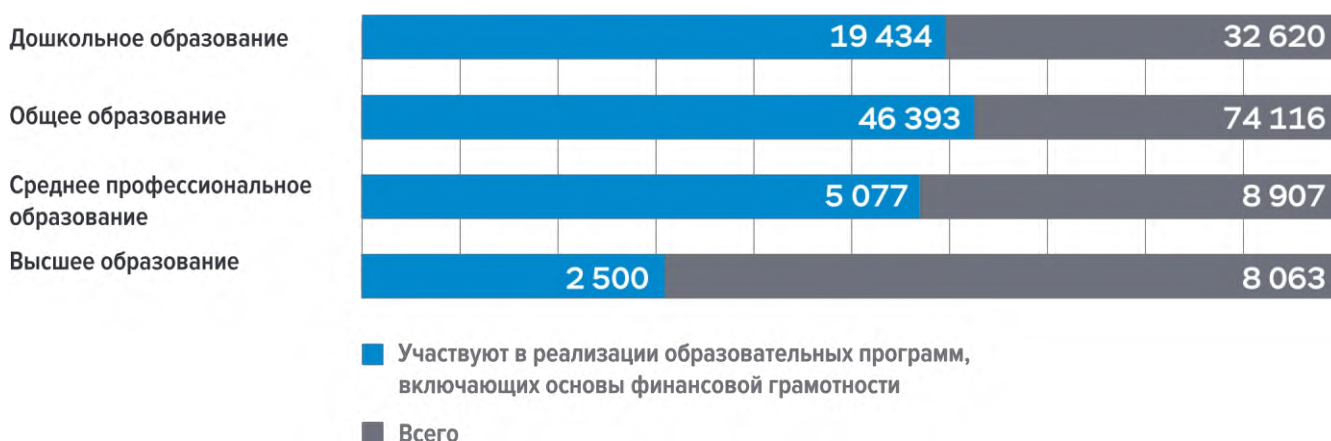 Дошкольное образование
19 434
32 620
Общее образование
46 393
74 116
Среднее профессиональное
образование
5 077
8 907
Высшее образование
2 500
8 063
Участвуют в реализации образовательных программ,
включающих основы финансовой грамотности
Всего